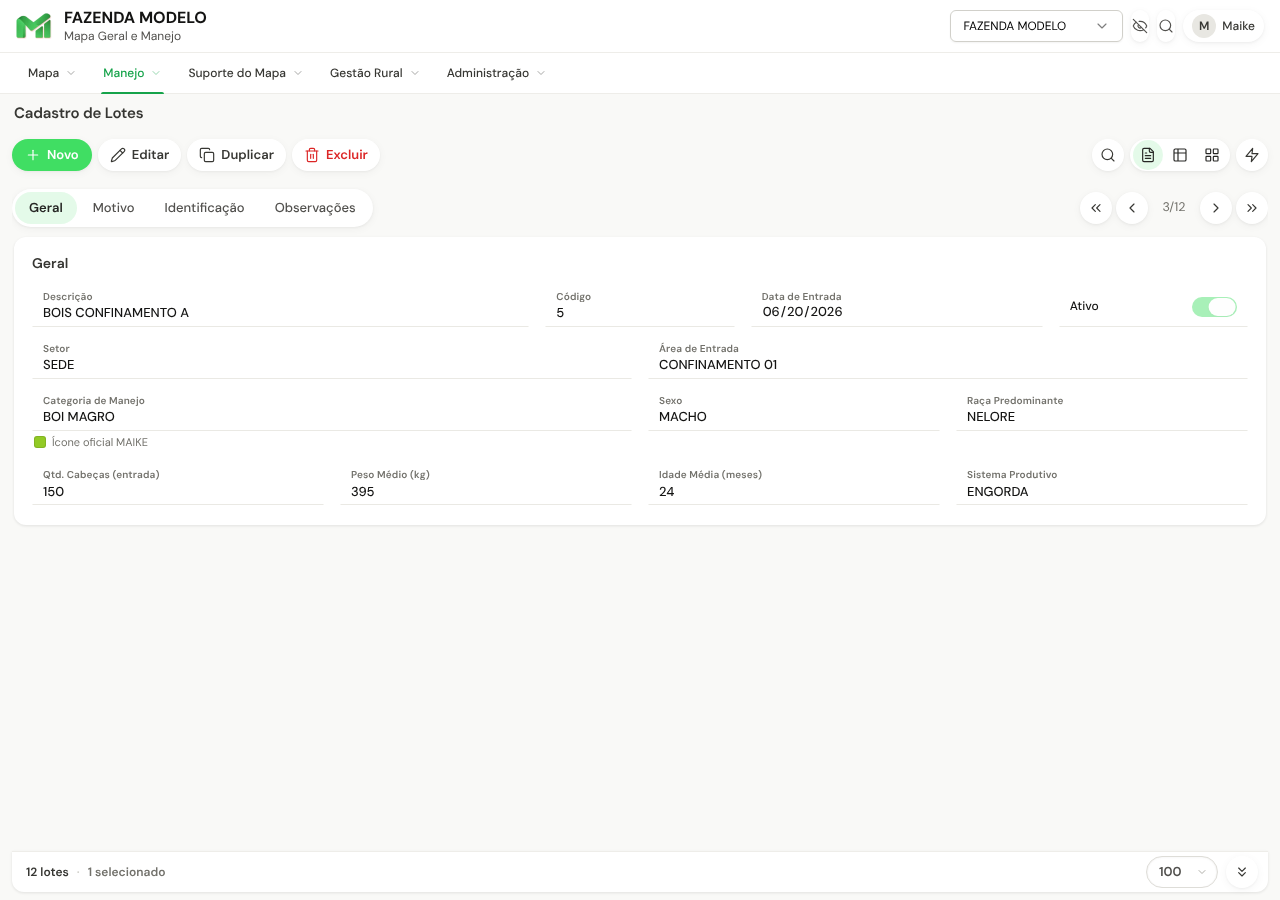 FAZENDA MODELO
Mapa Geral e Manejo
FAZENDA MODELO
M
Maike
Mapa
Manejo
Suporte do Mapa
Gestão Rural
Administração
Cadastro de Lotes
Novo
Editar
Duplicar
Excluir
Geral
Motivo
Identificação
Observações
3/12
Geral
Descrição
BOIS CONFINAMENTO A
Código
5
Data de Entrada
06/20/2026
Ativo
Setor
SEDE
Área de Entrada
CONFINAMENTO 01
Categoria de Manejo
BOI MAGRO
Sexo
MACHO
Raça Predominante
NELORE
Ícone oficial MAIKE
Qtd. Cabeças (entrada)
150
Peso Médio (kg)
395
Idade Média (meses)
24
Sistema Produtivo
ENGORDA
12 lotes · 1 selecionado
100